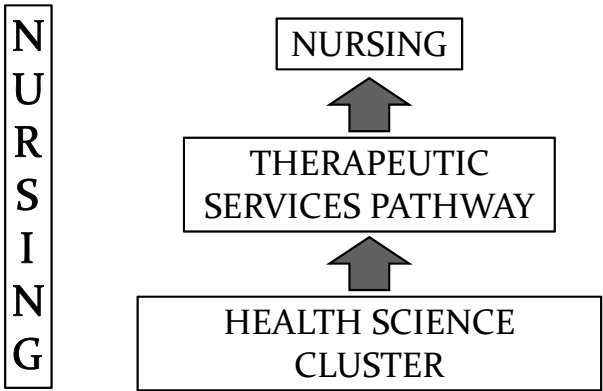 N
U
R
S
I
N
G
NURSING
THERAPEUTIC
SERVICES PATHWAY
HEALTH SCIENCE
CLUSTER